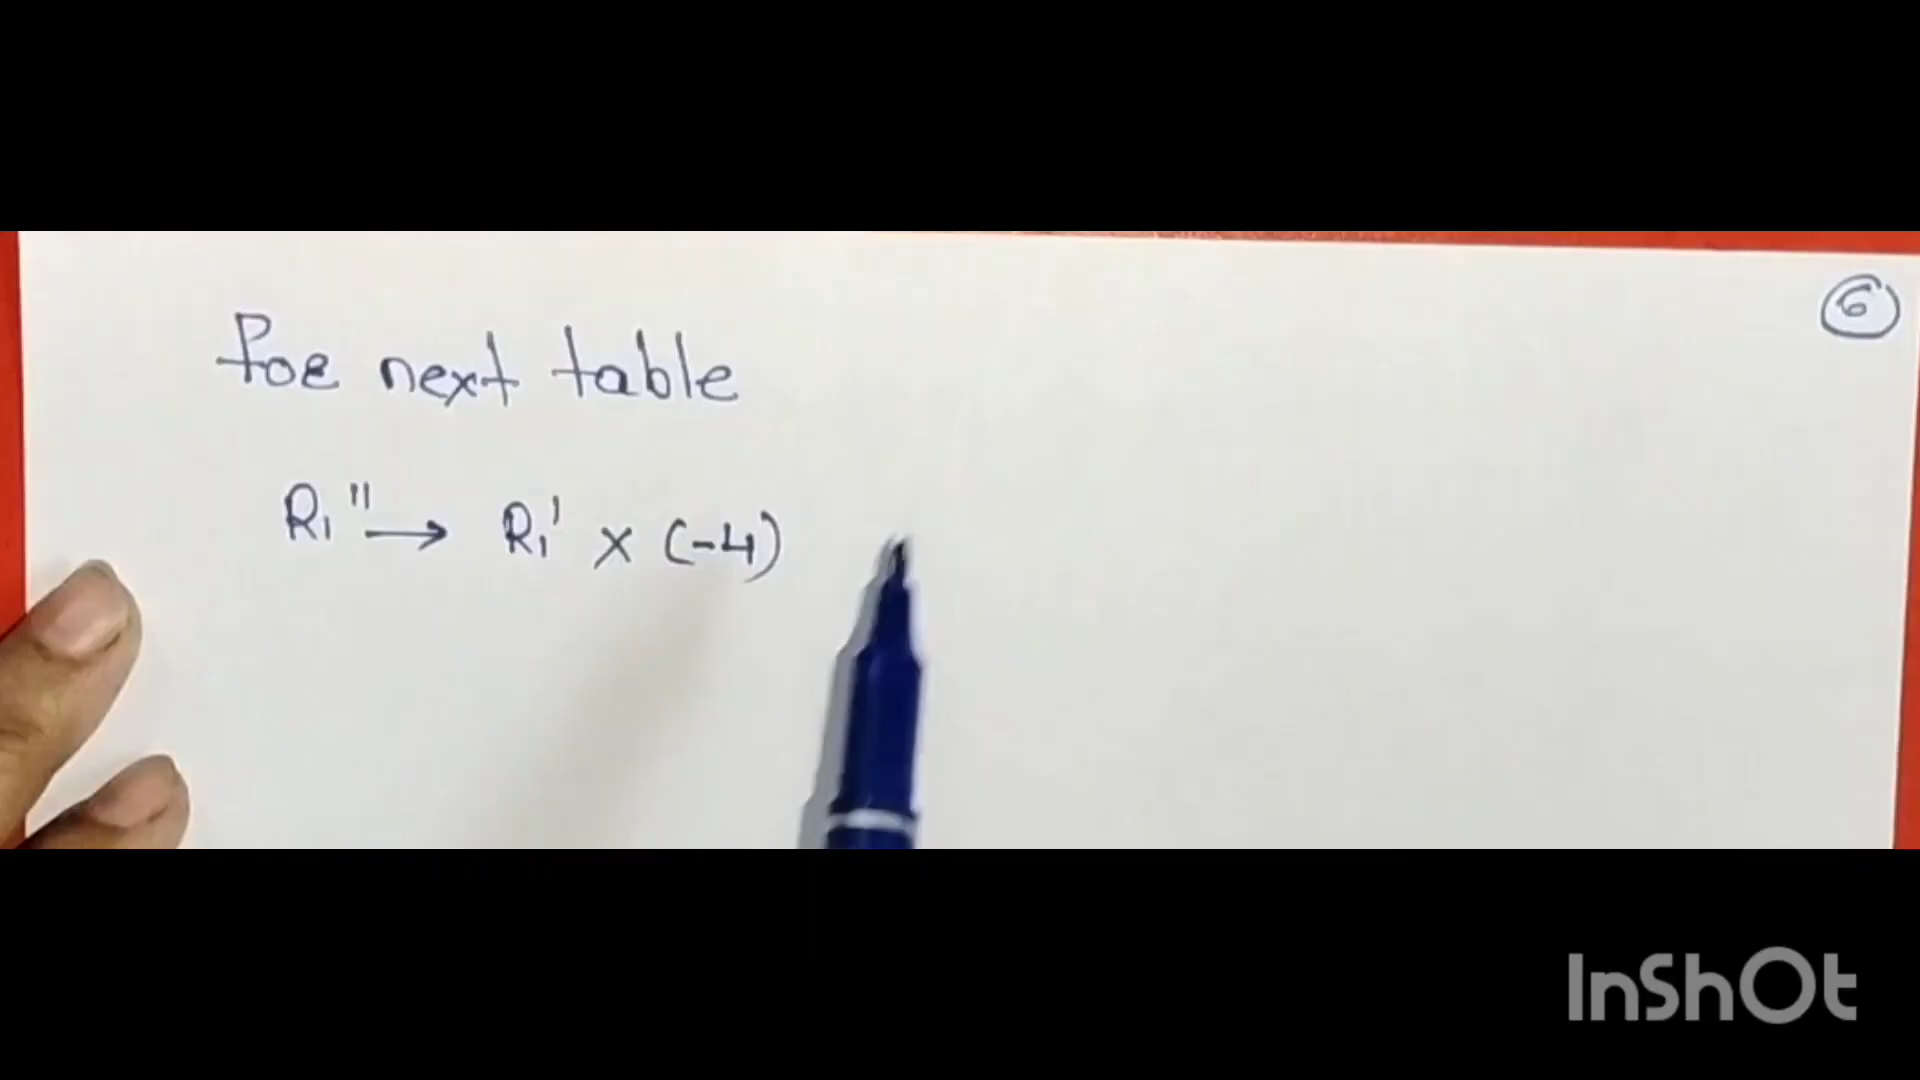 6
for next table
R₁'' → R₁' × (-4)
InShOt